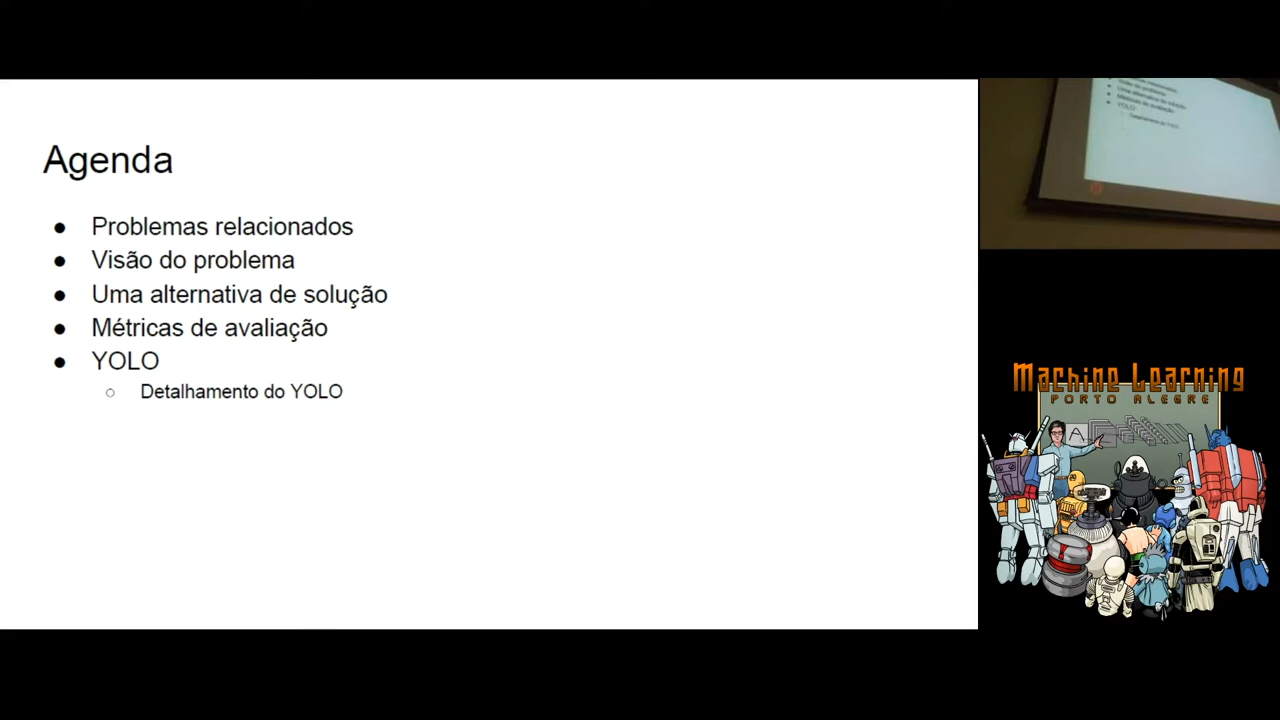 Agenda
● Problemas relacionados
● Visão do problema
● Uma alternativa de solução
● Métricas de avaliação
● YOLO
○ Detalhamento do YOLO
Machine Learning
PORTO ALEGRE
A